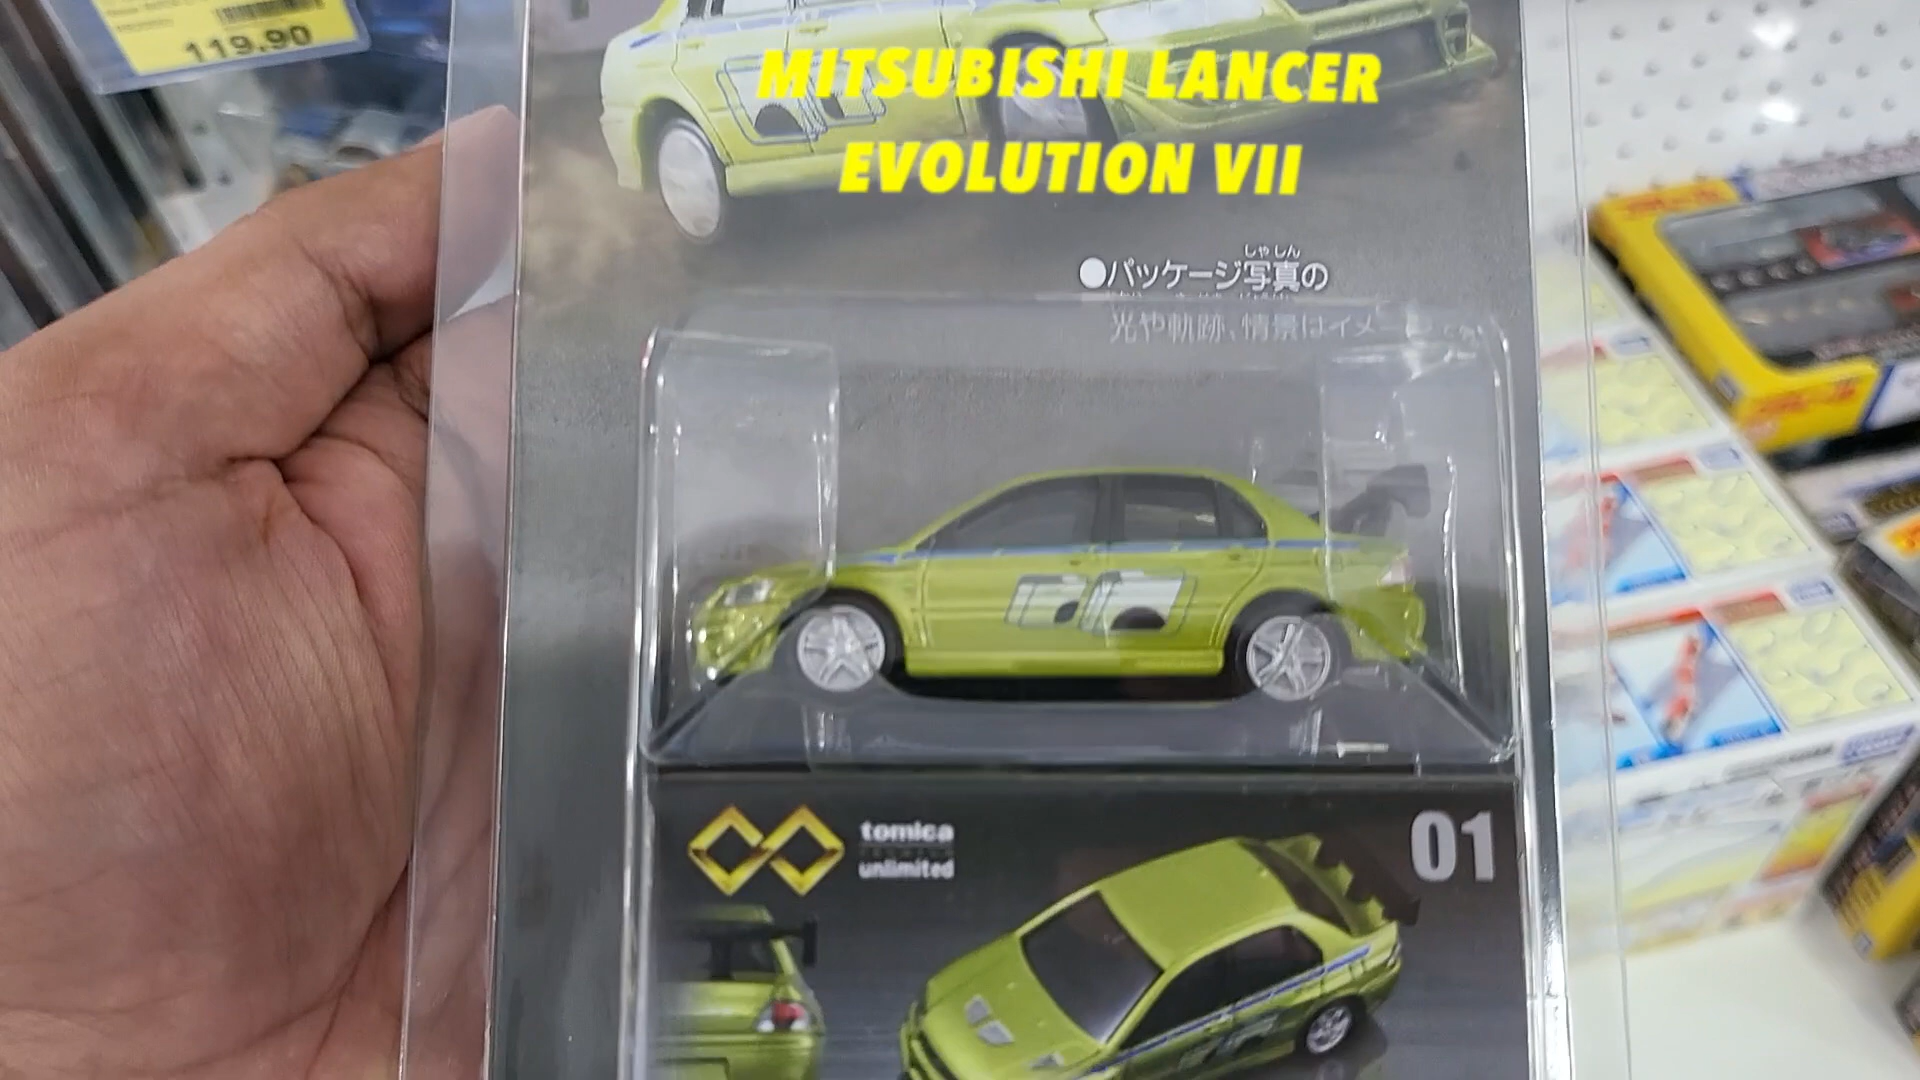 119.90
MITSUBISHI LANCER
EVOLUTION VII
しゃしん
●パッケージ写真の
光や軌跡、情景はイメー
tomica
unlimited
01